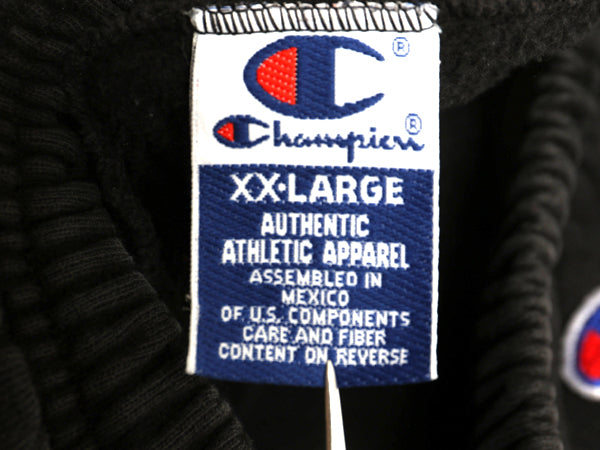 ®
Champion®
XX·LARGE
AUTHENTIC
ATHLETIC APPAREL
ASSEMBLED IN
MEXICO
OF U.S. COMPONENTS
CARE AND FIBER
CONTENT ON REVERSE